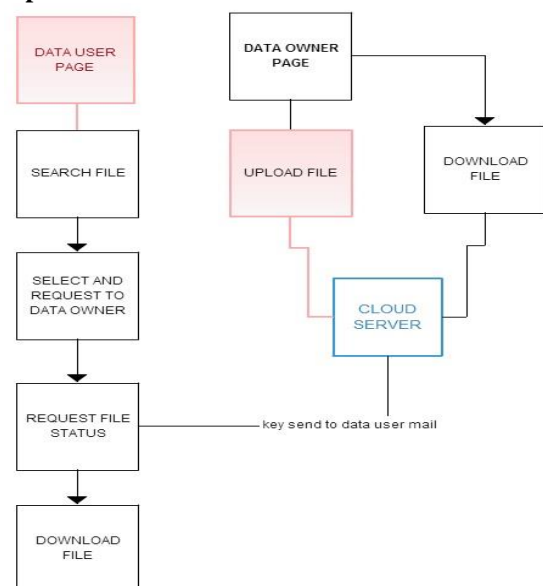 DATA USER
PAGE
SEARCH FILE
SELECT AND
REQUEST TO
DATA OWNER
REQUEST FILE
STATUS
DOWNLOAD
FILE
DATA OWNER
PAGE
UPLOAD FILE
DOWNLOAD
FILE
CLOUD
SERVER
key send to data user mail